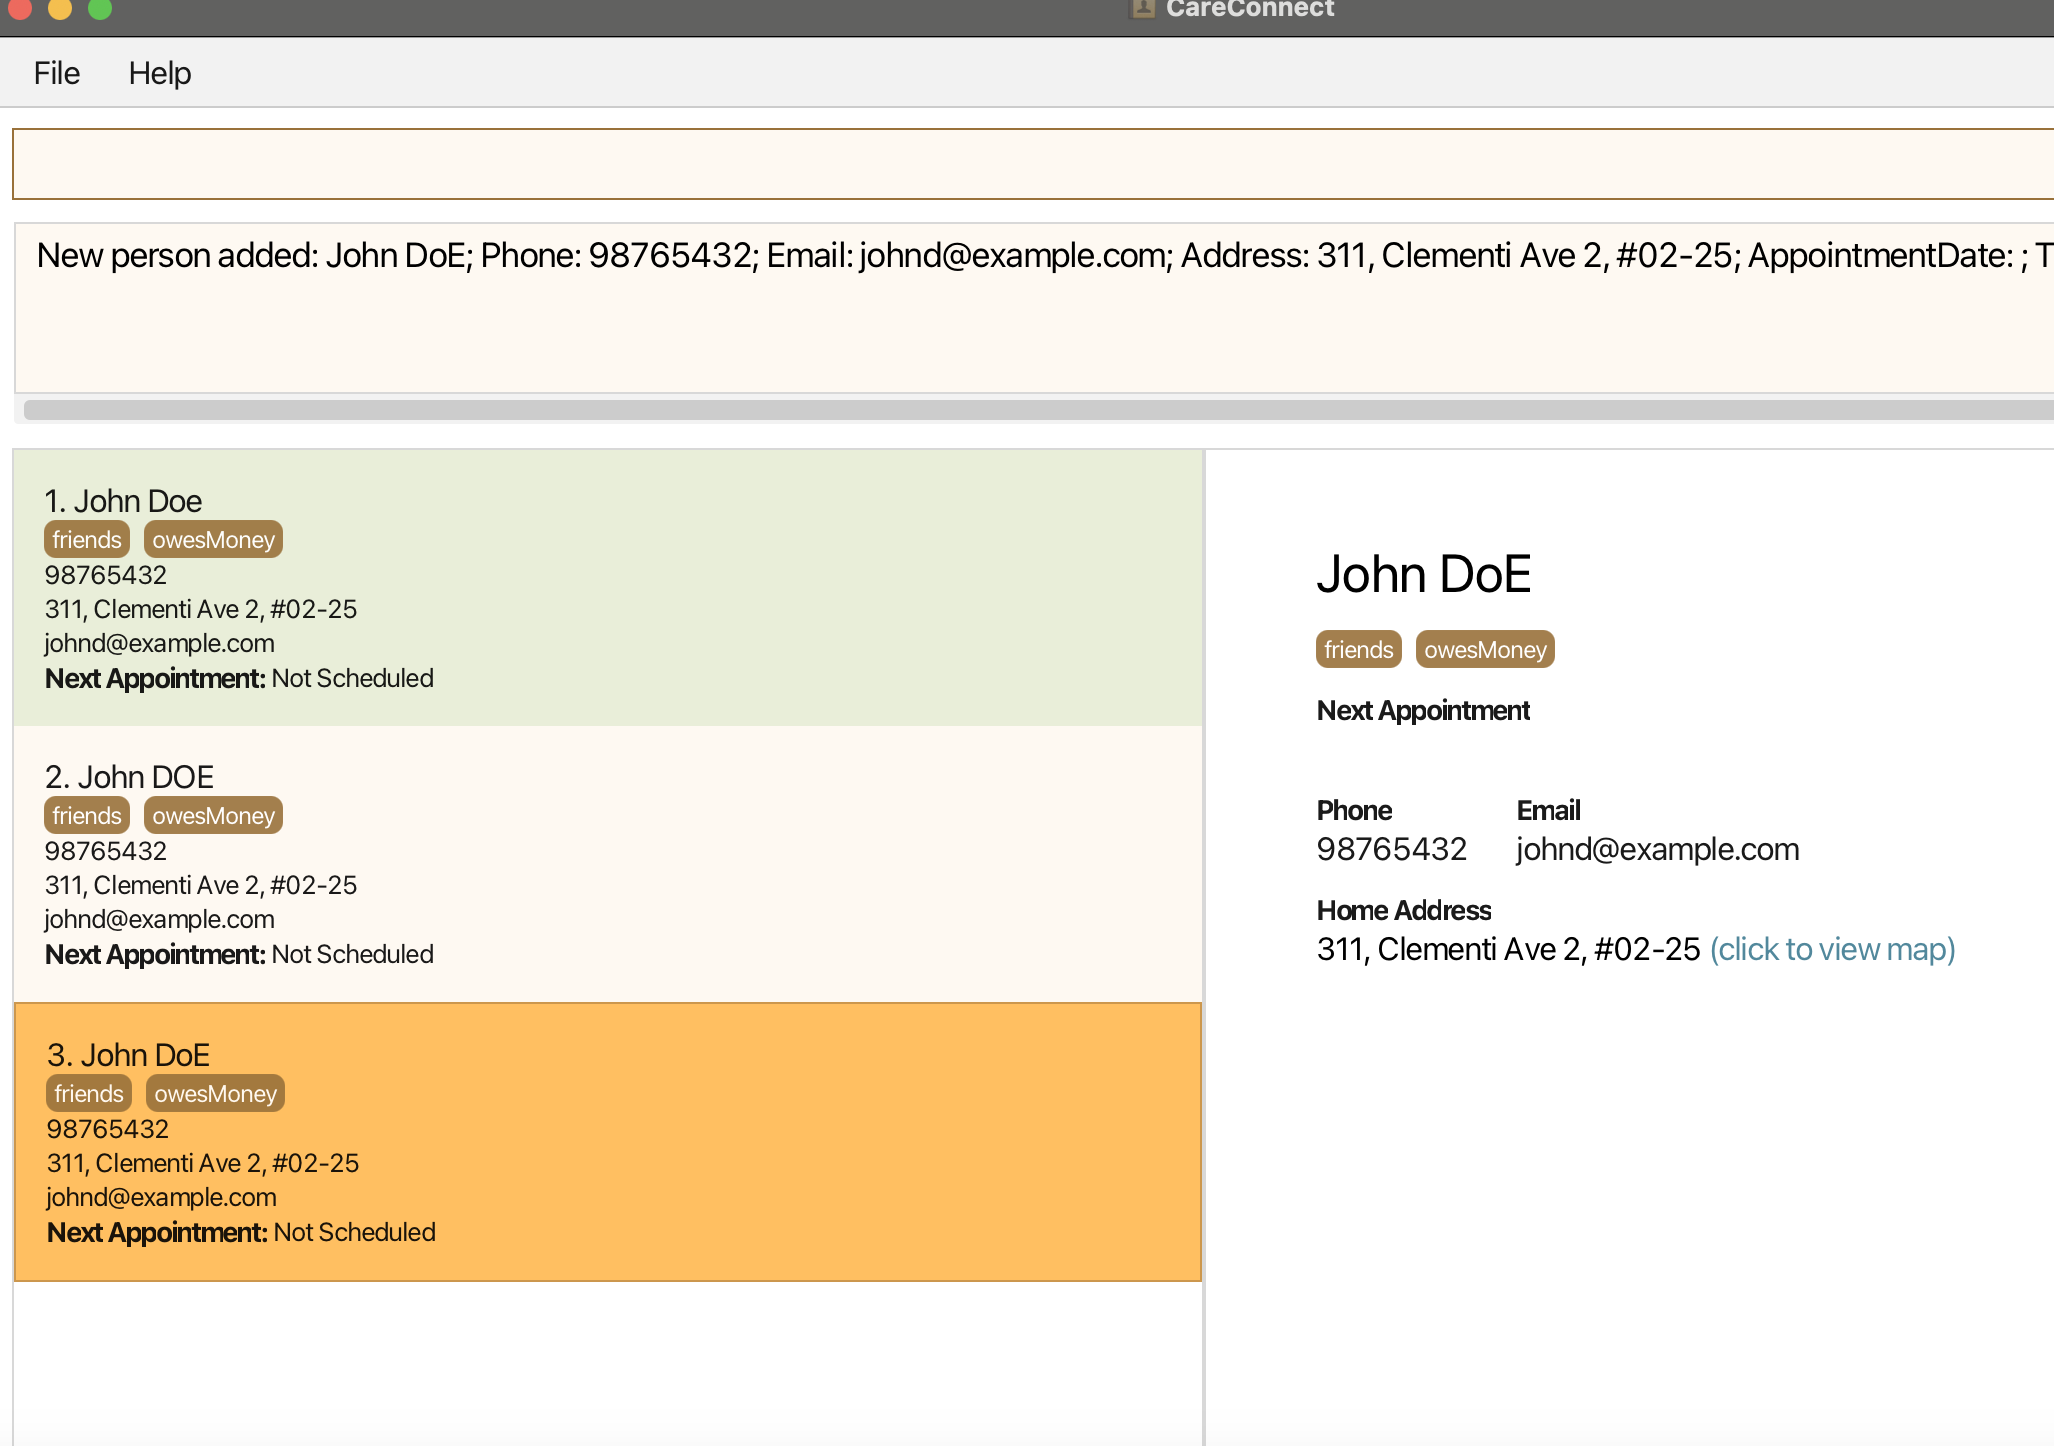 CareConnect
File Help
New person added: John DoE; Phone: 98765432; Email: johnd@example.com; Address: 311, Clementi Ave 2, #02-25; AppointmentDate: ; T
1. John Doe
friends owesMoney
98765432
311, Clementi Ave 2, #02-25
johnd@example.com
Next Appointment: Not Scheduled
2. John DOE
friends owesMoney
98765432
311, Clementi Ave 2, #02-25
johnd@example.com
Next Appointment: Not Scheduled
3. John DoE
friends owesMoney
98765432
311, Clementi Ave 2, #02-25
johnd@example.com
Next Appointment: Not Scheduled
John DoE
friends owesMoney
Next Appointment
Phone Email
98765432 johnd@example.com
Home Address
311, Clementi Ave 2, #02-25 (click to view map)